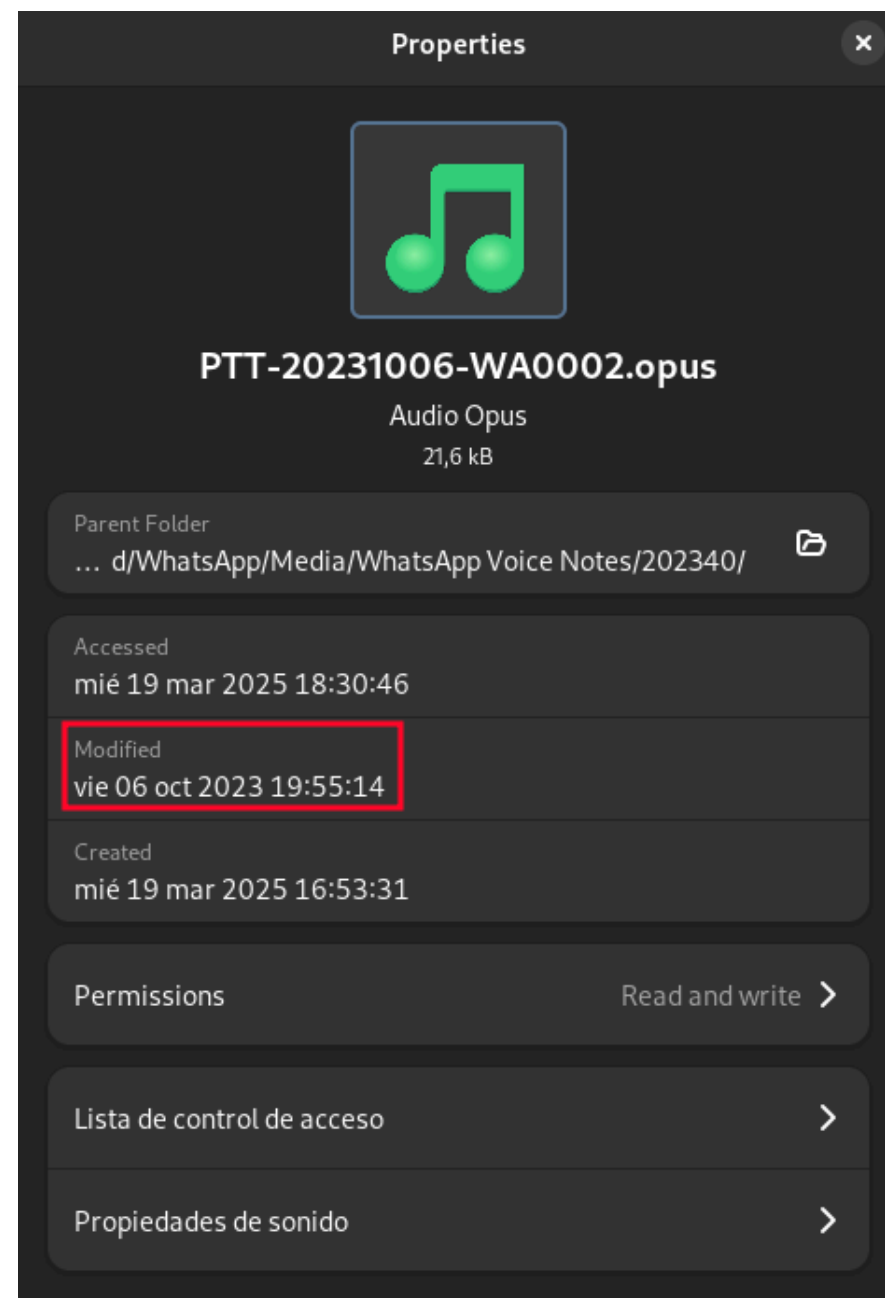 Properties
PTT-20231006-WA0002.opus
Audio Opus
21,6 kB
Parent Folder
... d/WhatsApp/Media/WhatsApp Voice Notes/202340/
Accessed
mié 19 mar 2025 18:30:46
Modified
vie 06 oct 2023 19:55:14
Created
mié 19 mar 2025 16:53:31
Permissions
Read and write
Lista de control de acceso
Propiedades de sonido